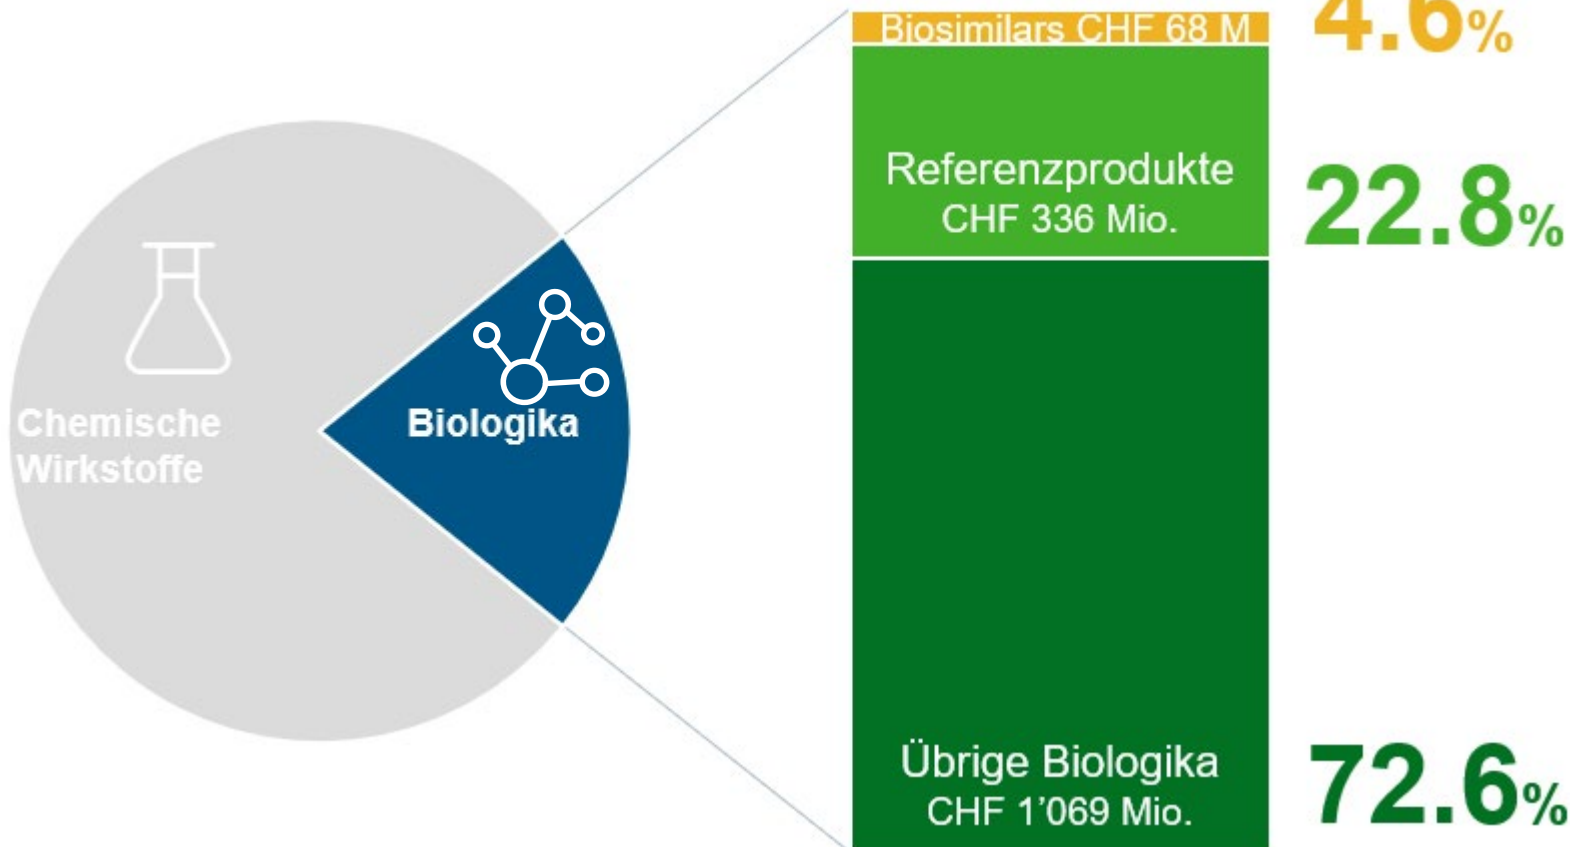 Biosimilars CHF 68 M
4.6%
Referenzprodukte
CHF 336 Mio.
22.8%
Chemische
Wirkstoffe
Biologika
Übrige Biologika
CHF 1’069 Mio.
72.6%